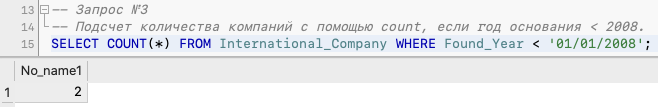 13 -- Запрос №3
14 -- Подсчет количества компаний с помощью count, если год основания < 2008.
15 SELECT COUNT(*) FROM International_Company WHERE Found_Year < '01/01/2008';
No_name1
1 2